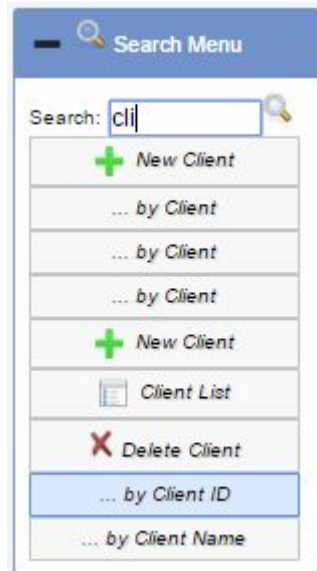 Search Menu
Search: cli
New Client
... by Client
... by Client
... by Client
New Client
Client List
Delete Client
... by Client ID
... by Client Name